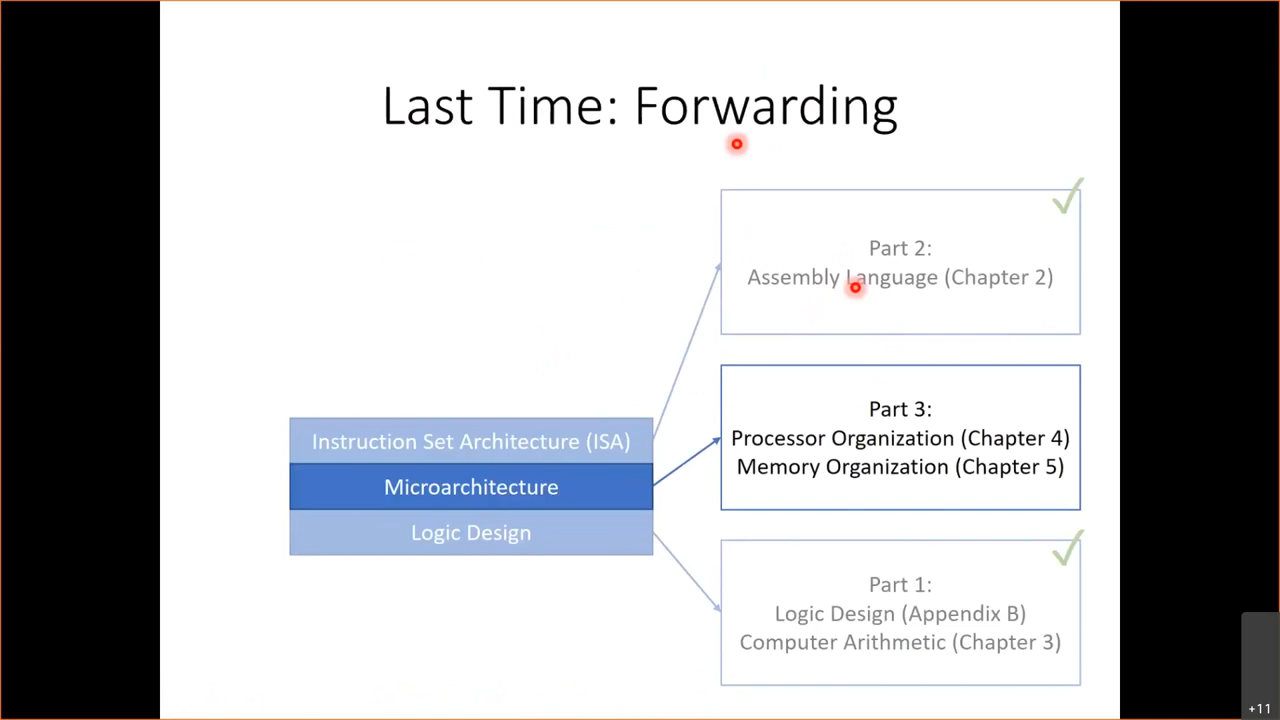 Last Time: Forwarding
Part 2:
Assembly Language (Chapter 2)
Instruction Set Architecture (ISA)
Microarchitecture
Logic Design
Part 3:
Processor Organization (Chapter 4)
Memory Organization (Chapter 5)
Part 1:
Logic Design (Appendix B)
Computer Arithmetic (Chapter 3)
+11